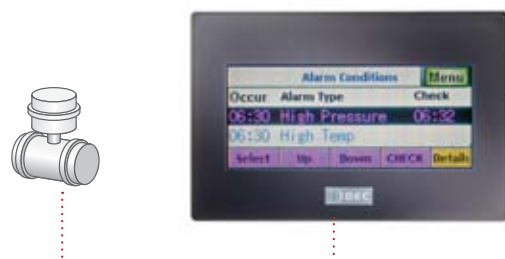 Alarm Conditions Menu
Occur Alarm Type Check
06:30 High Pressure 06:32
06:30 High Temp
Select Up Down CHECK Details
IDEC